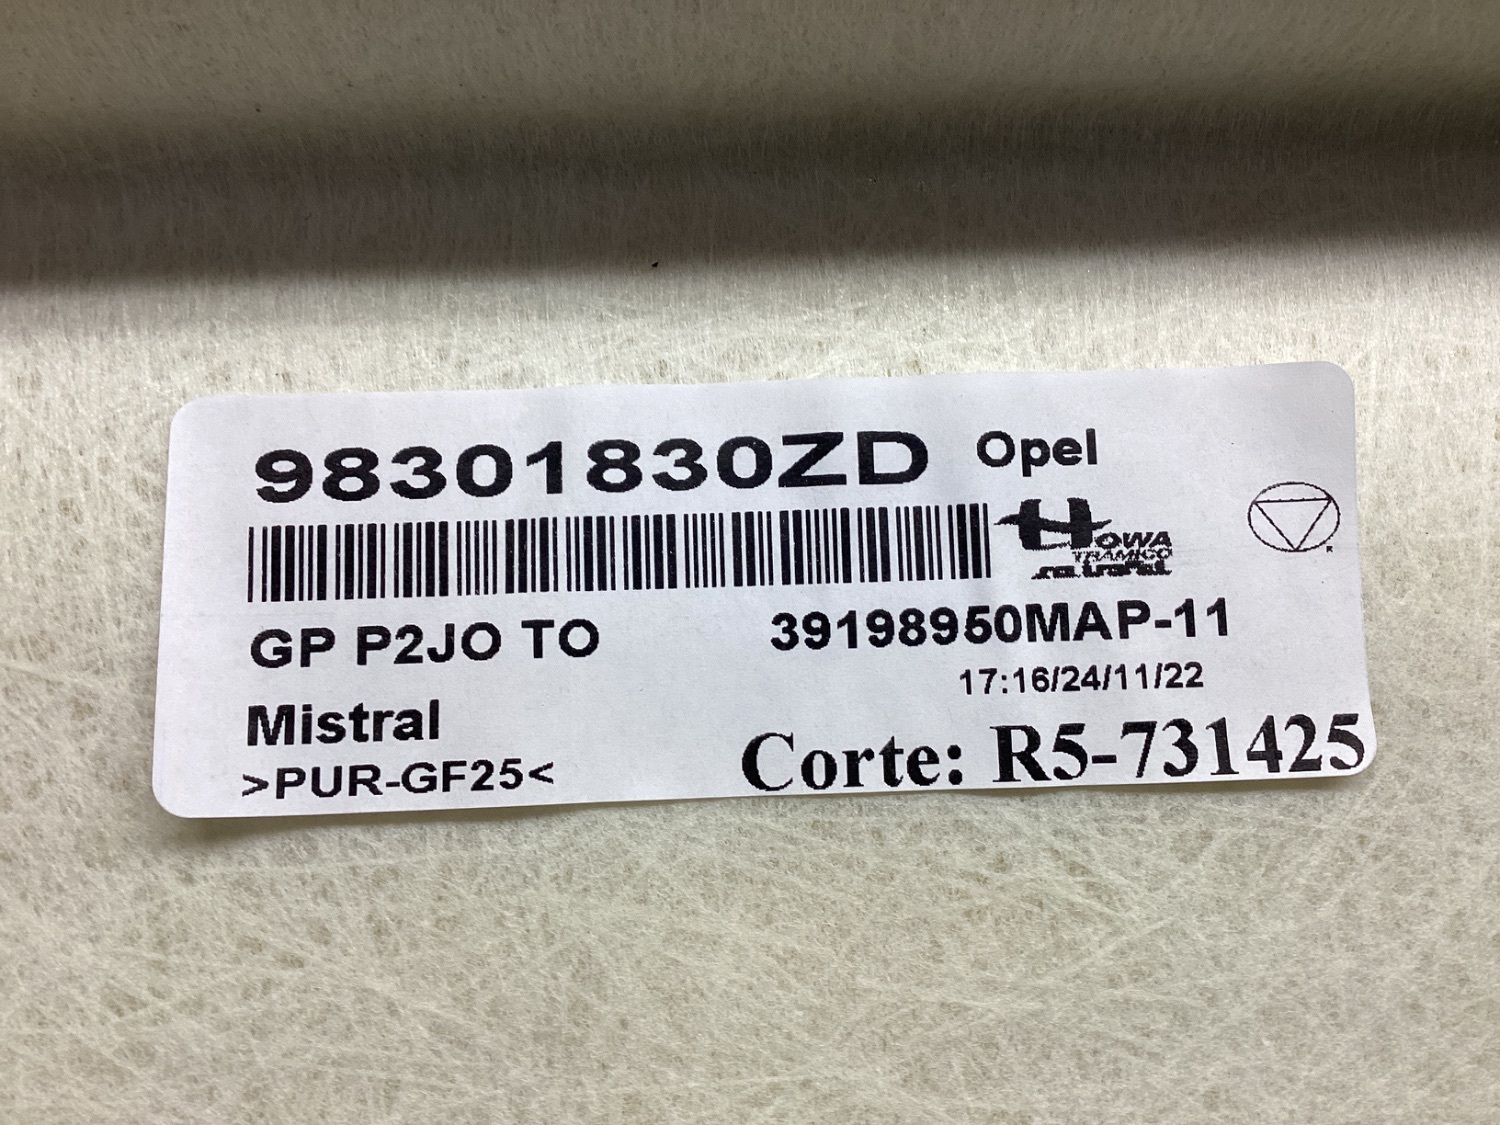 98301830ZD Opel
HOWA
TRAMICO
GP P2JO TO 39198950MAP-11
17:16/24/11/22
Mistral
>PUR-GF25< Corte: R5-731425